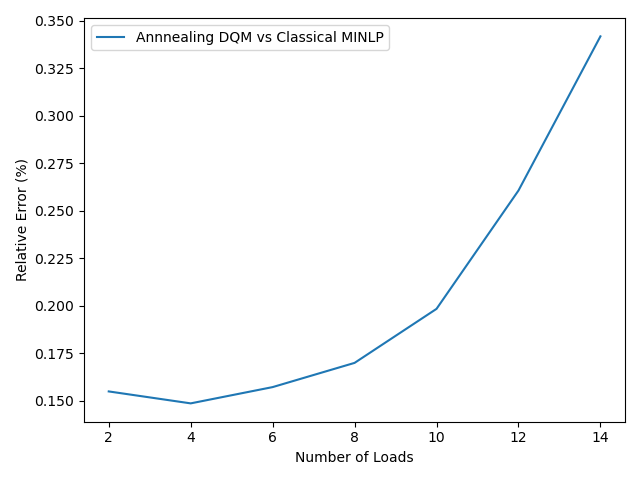 0.350
0.325
0.300
0.275
0.250
0.225
0.200
0.175
0.150
Relative Error (%)
Annnealing DQM vs Classical MINLP
2 4 6 8 10 12 14
Number of Loads